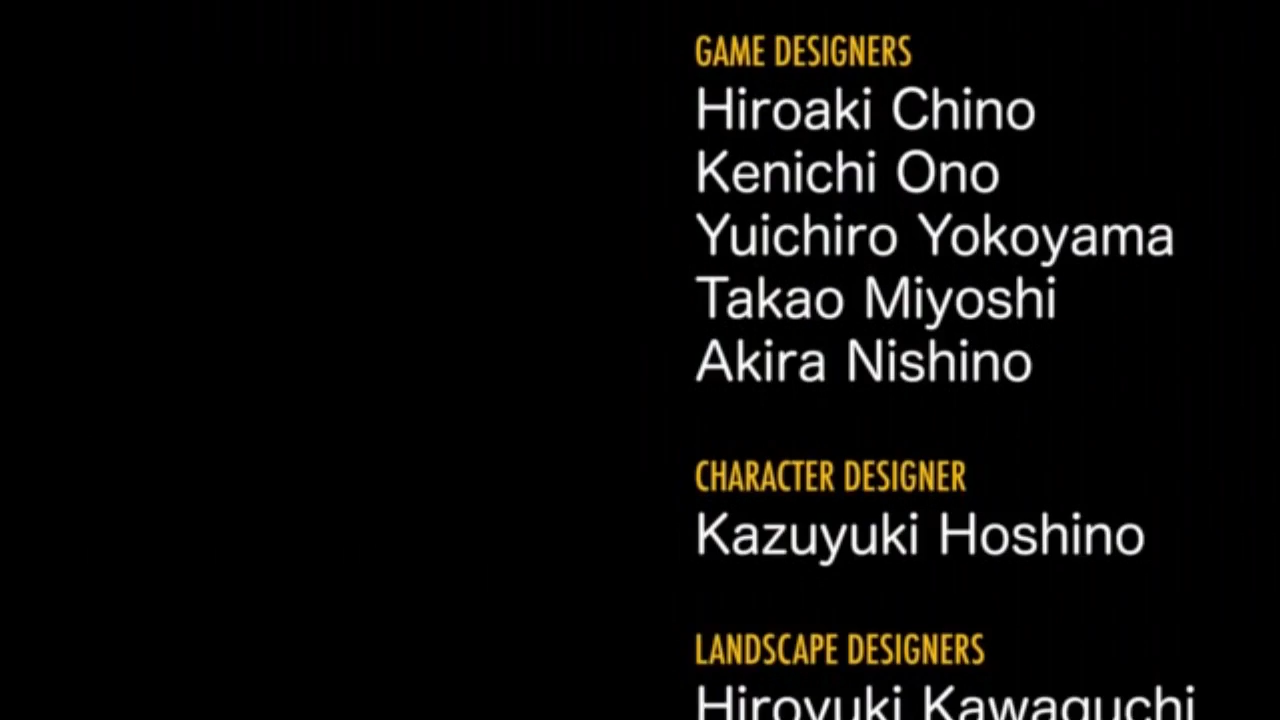 GAME DESIGNERS
Hiroaki Chino
Kenichi Ono
Yuichiro Yokoyama
Takao Miyoshi
Akira Nishino
CHARACTER DESIGNER
Kazuyuki Hoshino
LANDSCAPE DESIGNERS
Hiroyuki Kawaguchi